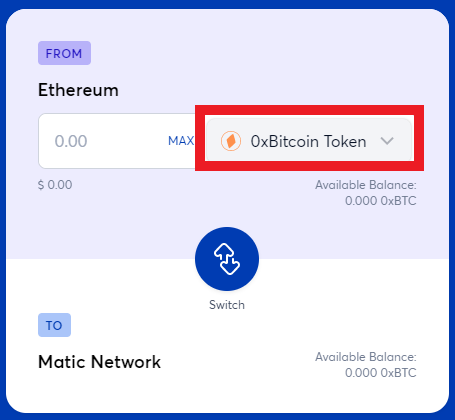 FROM
Ethereum
0.00 MAX 0xBitcoin Token
$ 0.00 Available Balance:
0.000 0xBTC
Switch
TO
Matic Network Available Balance:
0.000 0xBTC